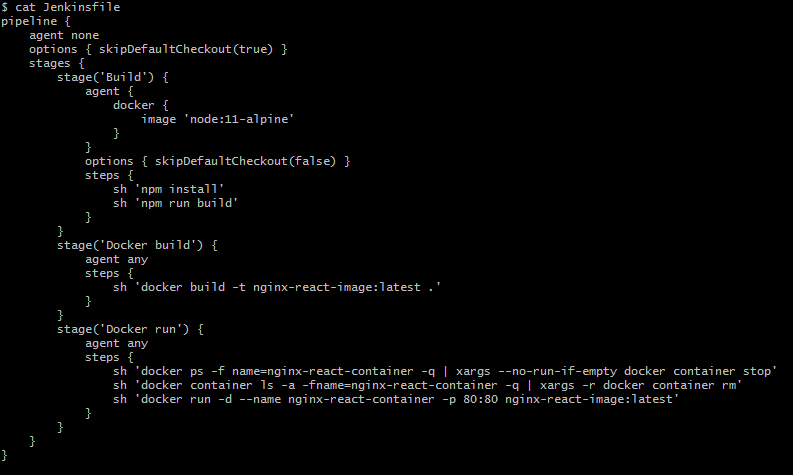 $ cat Jenkinsfile
pipeline {
    agent none
    options { skipDefaultCheckout(true) }
    stages {
        stage('Build') {
            agent {
                docker {
                    image 'node:11-alpine'
                }
            }
            options { skipDefaultCheckout(false) }
            steps {
                sh 'npm install'
                sh 'npm run build'
            }
        }
        stage('Docker build') {
            agent any
            steps {
                sh 'docker build -t nginx-react-image:latest .'
            }
        }
        stage('Docker run') {
            agent any
            steps {
                sh 'docker ps -f name=nginx-react-container -q | xargs --no-run-if-empty docker container stop'
                sh 'docker container ls -a -fname=nginx-react-container -q | xargs -r docker container rm'
                sh 'docker run -d --name nginx-react-container -p 80:80 nginx-react-image:latest'
            }
        }
    }
}